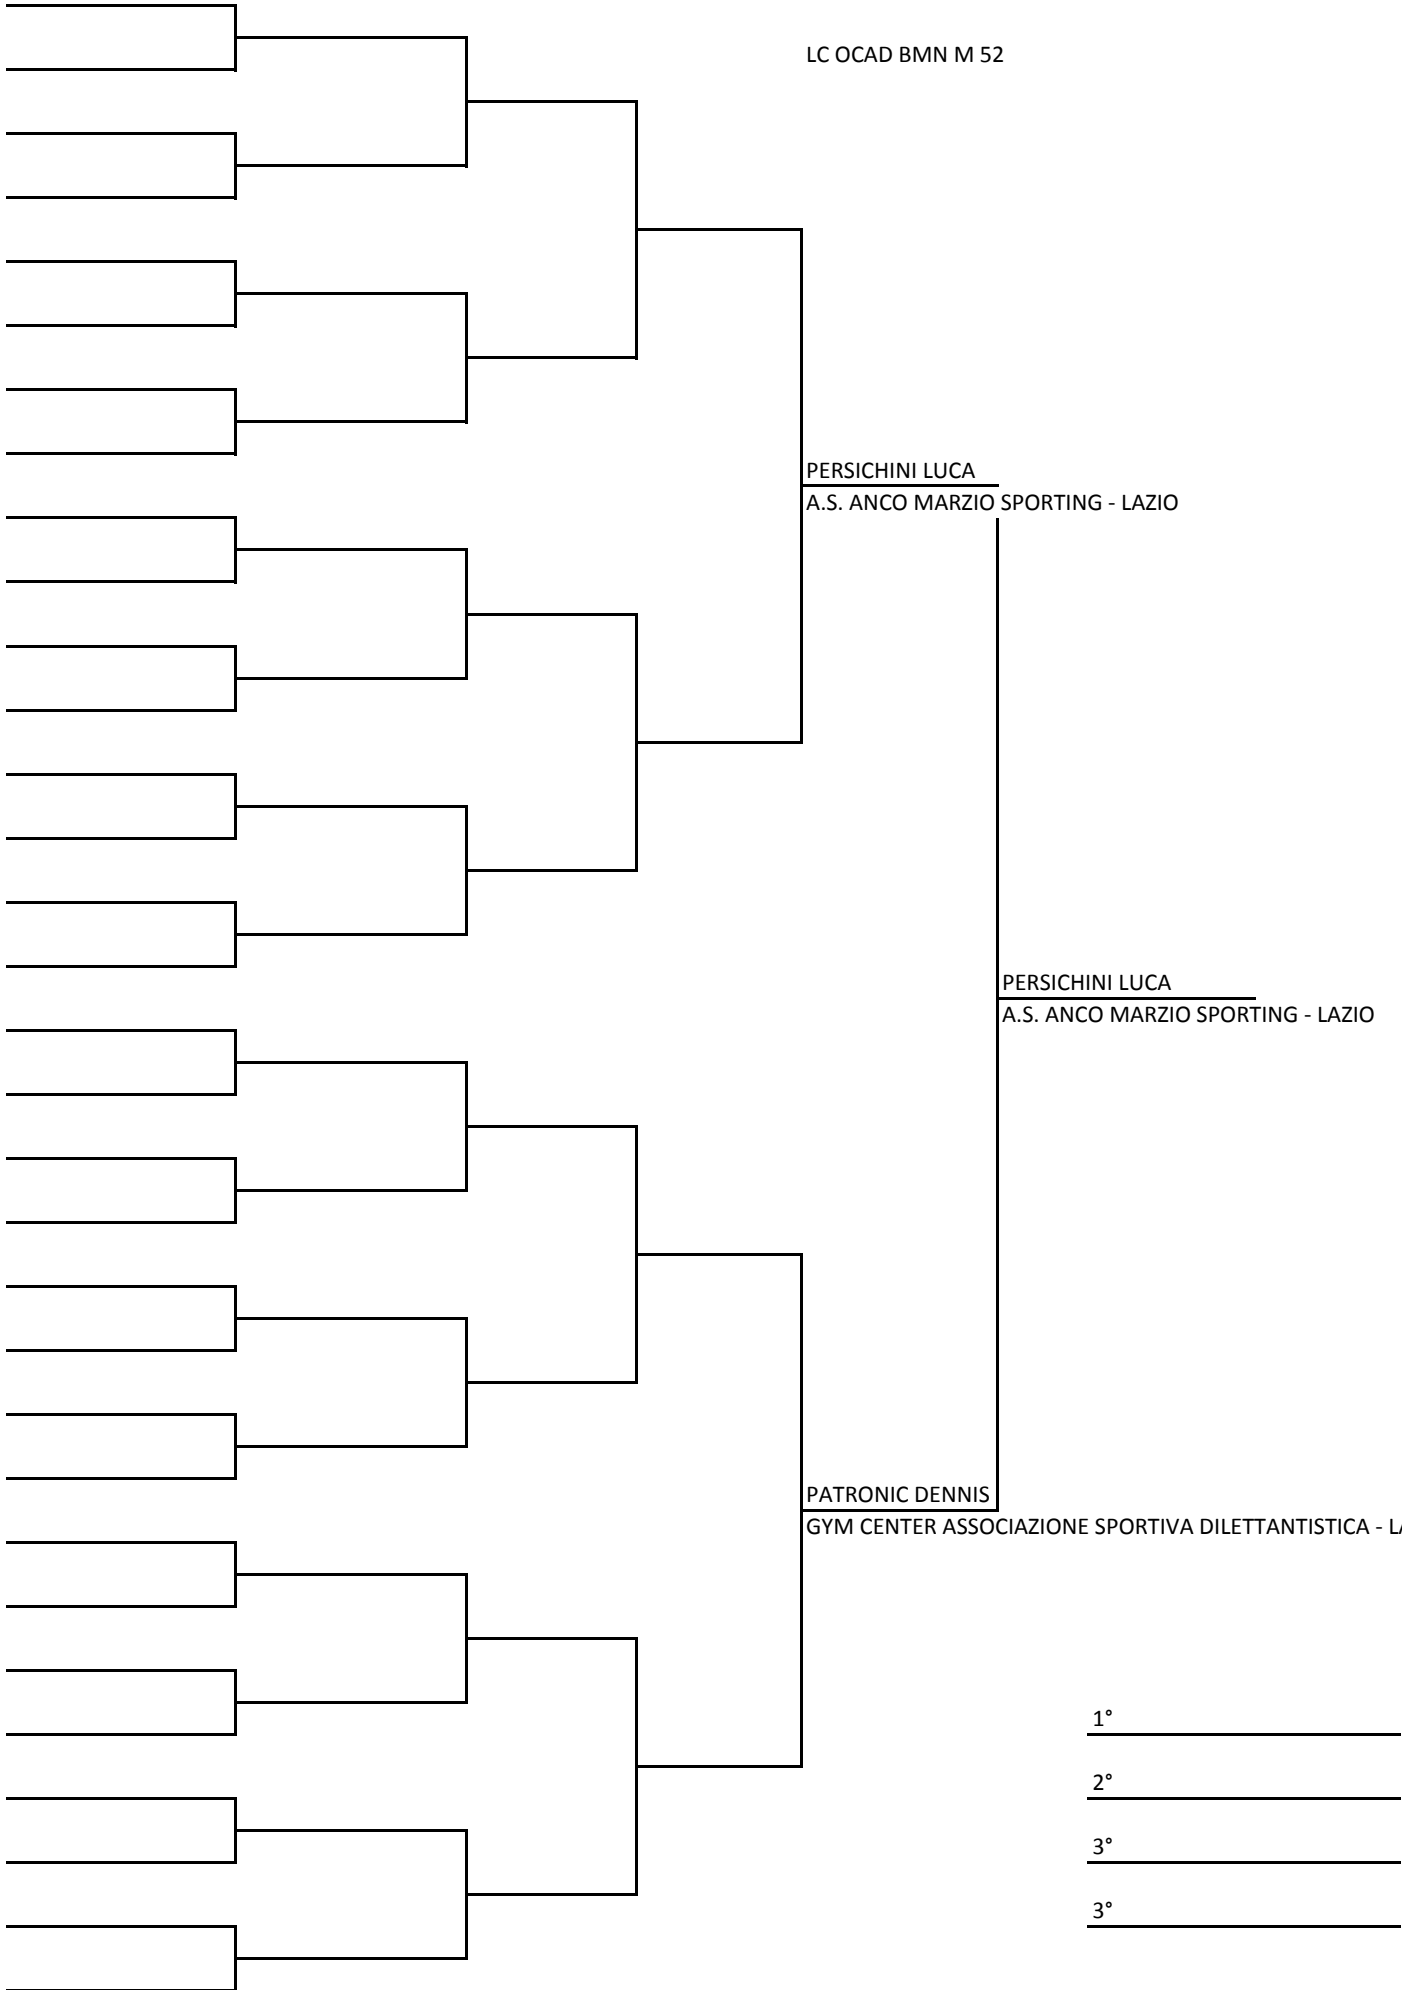 LC OCAD BMN M 52
PERSICHINI LUCA
A.S. ANCO MARZIO SPORTING - LAZIO
PERSICHINI LUCA
A.S. ANCO MARZIO SPORTING - LAZIO
PATRONIC DENNIS
GYM CENTER ASSOCIAZIONE SPORTIVA DILETTANTISTICA -
1°
2°
3°
3°